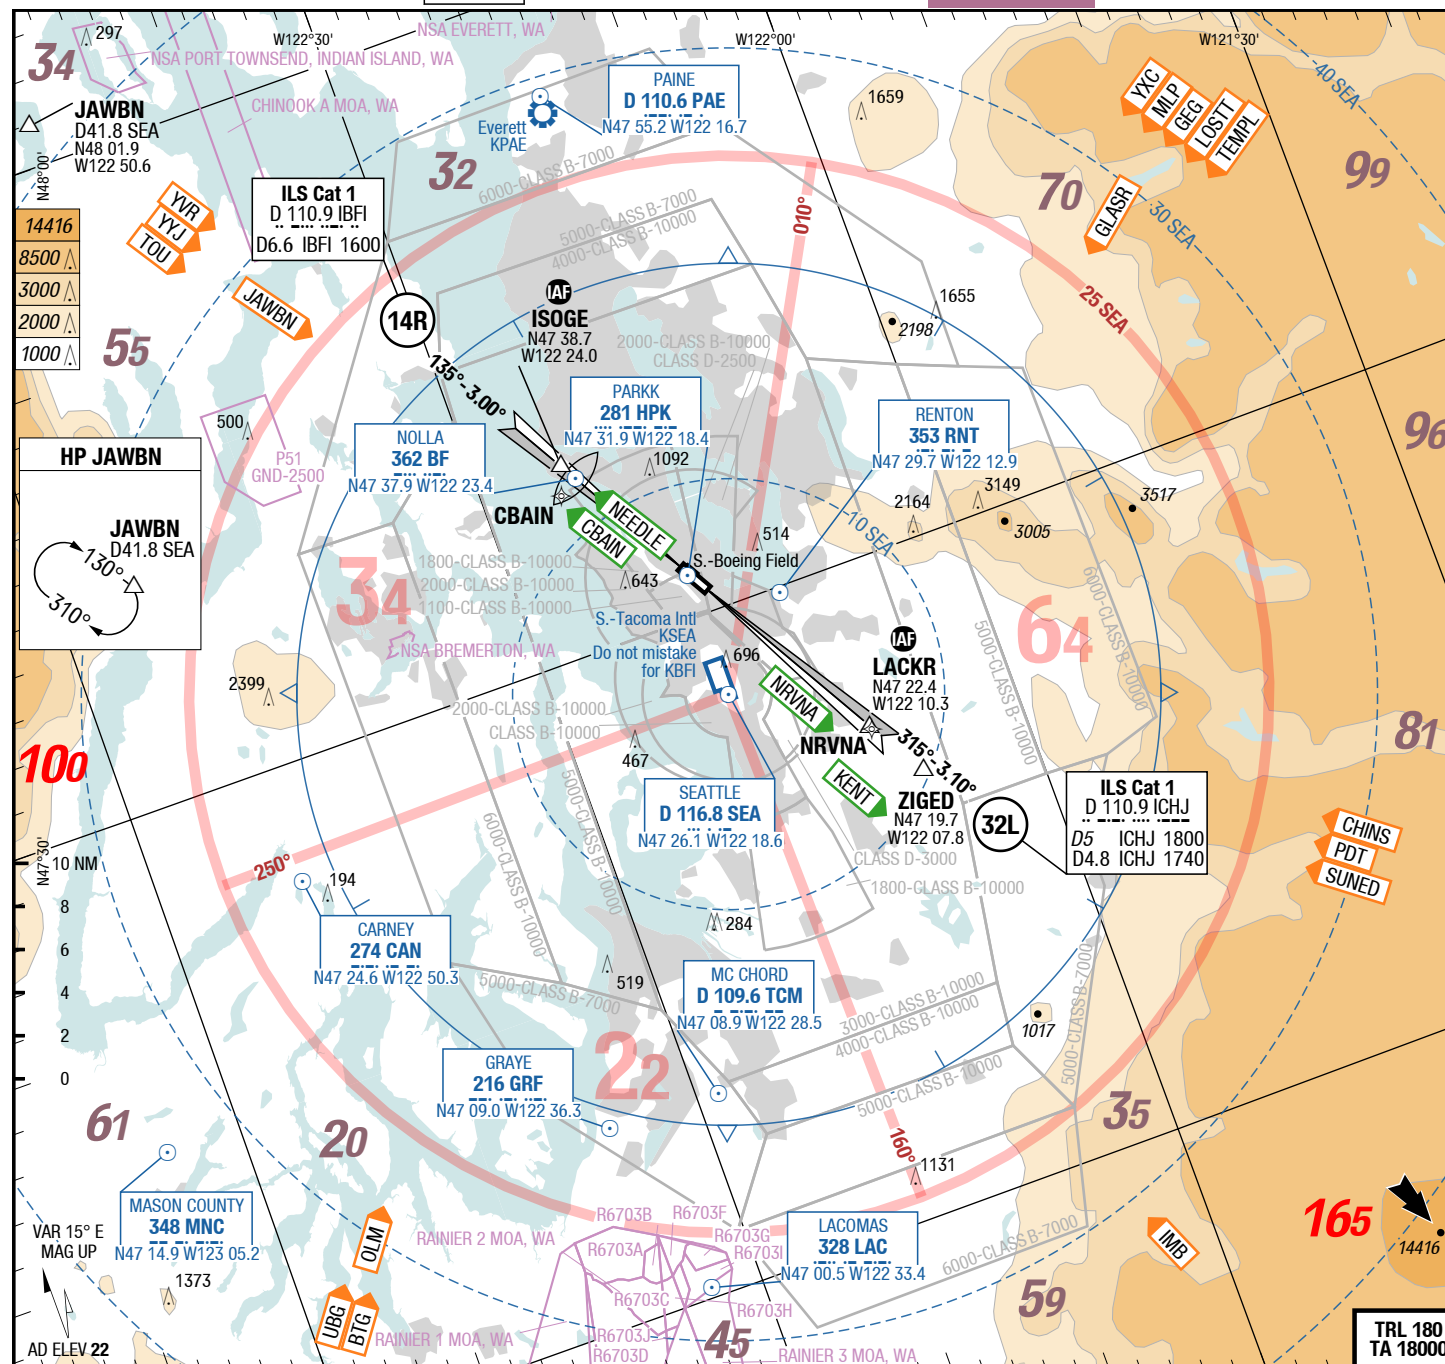 NSA EVERETT, WA
297
W122°30'
W122°00'
W121°30'
34
NSA PORT TOWNSEND, INDIAN ISLAND, WA
40 SEA
JAWBN
D41.8 SEA
N48 01.9
W122 50.6
CHINOOK A MOA, WA
PAINE
D 110.6 PAE
N47 55.2 W122 16.7
Everett
KPAE
1659
YXC
MLP
GEG
LOSTT
TEMPL
N48°00'
32
6000-CLASS B-7000
70
99
GLASR
30 SEA
YVR
YYJ
TOU
ILS Cat 1
D 110.9 IBFI
D6.6 IBFI 1600
010°
5000-CLASS B-7000
4000-CLASS B-10000
14416
8500
3000
2000
1000
JAWBN
14R
IAF
ISOGE
N47 38.7
W122 24.0
1655
2198
25 SEA
55
2000-CLASS B-10000
CLASS D-2500
135°-3.00°
PARKK
281 HPK
N47 31.9 W122 18.4
RENTON
353 RNT
N47 29.7 W122 12.9
96
500
P51
GND-2500
NOLLA
362 BF
N47 37.9 W122 23.4
1092
HP JAWBN
JAWBN
D41.8 SEA
130°
310°
CBAIN
NEEDLE
CBAIN
2164
3149
3005
3517
10 SEA
514
S.-Boeing Field
1800-CLASS B-10000
2000-CLASS B-10000
1100-CLASS B-10000
643
34
6000-CLASS B-10000
5000-CLASS B-10000
64
S.-Tacoma Intl
KSEA
Do not mistake
for KBFI
NSA BREMERTON, WA
696
IAF
LACKR
N47 22.4
W122 10.3
2399
NRVNA
2000-CLASS B-10000
CLASS B-10000
NRVNA
315°-3.10°
81
100
467
KENT
ZIGED
N47 19.7
W122 07.8
5000-CLASS B-10000
6000-CLASS B-10000
SEATTLE
D 116.8 SEA
N47 26.1 W122 18.6
32L
ILS Cat 1
D 110.9 ICHJ
D5 ICHJ 1800
D4.8 ICHJ 1740
CHINS
PDT
SUNED
CLASS D-3000
1800-CLASS B-10000
N47°30'
10 NM
8
6
4
2
0
250°
194
CARNEY
274 CAN
N47 24.6 W122 50.3
284
519
5000-CLASS B-7000
MC CHORD
D 109.6 TCM
N47 08.9 W122 28.5
3000-CLASS B-10000
4000-CLASS B-10000
5000-CLASS B-7000
1017
5000-CLASS B-10000
GRAYE
216 GRF
N47 09.0 W122 36.3
22
61
20
35
160°
1131
MASON COUNTY
348 MNC
N47 14.9 W123 05.2
VAR 15° E
MAG UP
1373
AD ELEV 22
OLM
UBG
BTG
RAINIER 2 MOA, WA
R6703B
R6703F
R6703A
R6703G
R6703I
R6703C
R6703H
R6703J
R6703D
RAINIER 1 MOA, WA
RAINIER 3 MOA, WA
45
LACOMAS
328 LAC
N47 00.5 W122 33.4
6000-CLASS B-7000
59
IMB
165
14416
TRL 180
TA 18000